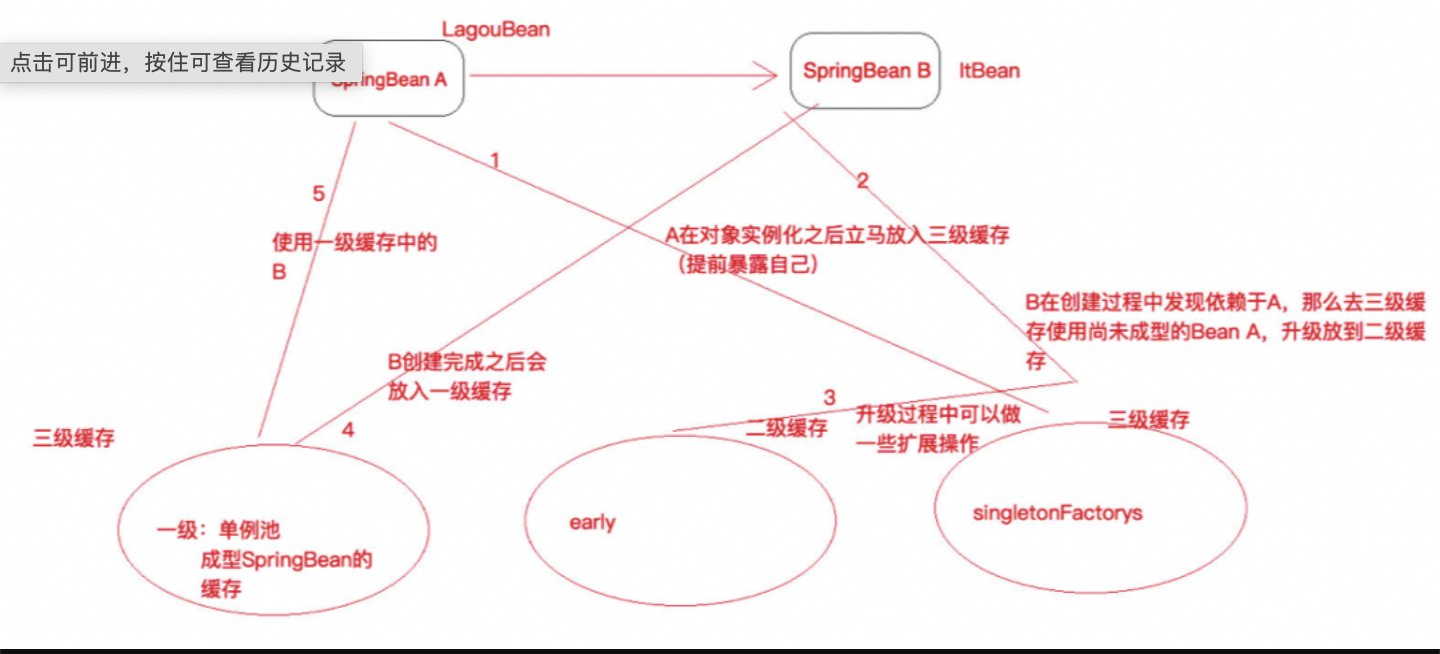 LagouBean
点击可前进，按住可查看历史记录
SpringBean A
SpringBean B
ItBean
1
5
2
使用一级缓存中的
B
A在对象实例化之后立马放入三级缓存
（提前暴露自己）
B在创建过程中发现依赖于A，那么去三级缓
存使用尚未成型的Bean A，升级放到二级缓
存
B创建完成之后会
放入一级缓存
3
升级过程中可以做
一些扩展操作
二级缓存
三级缓存
4
三级缓存
一级：单例池
成型SpringBean的
缓存
early
singletonFactorys